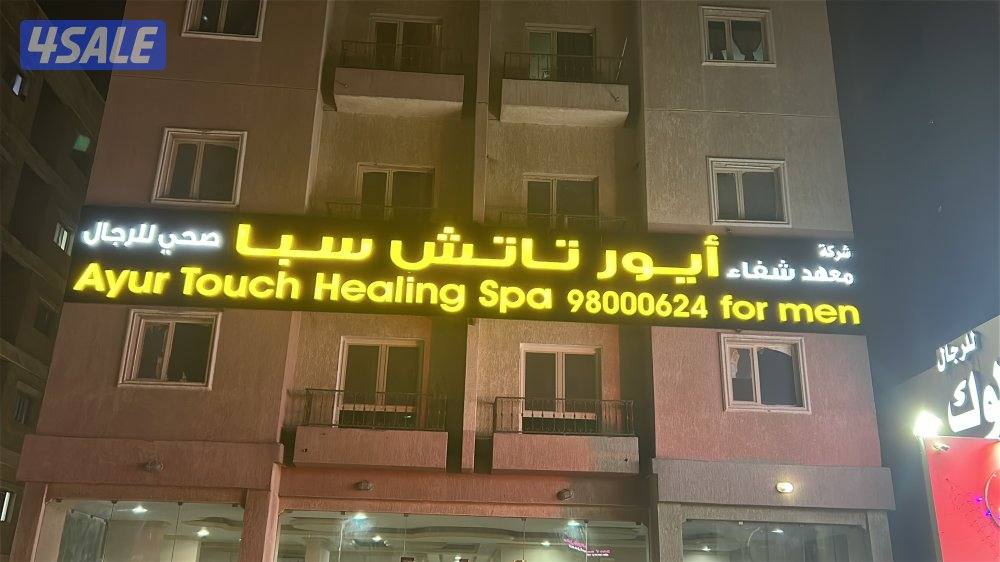 4SALE
شركة
معهد شفاء أيور تاتش سبا صحي للرجال
Ayur Touch Healing Spa 98000624 for men
للرجال